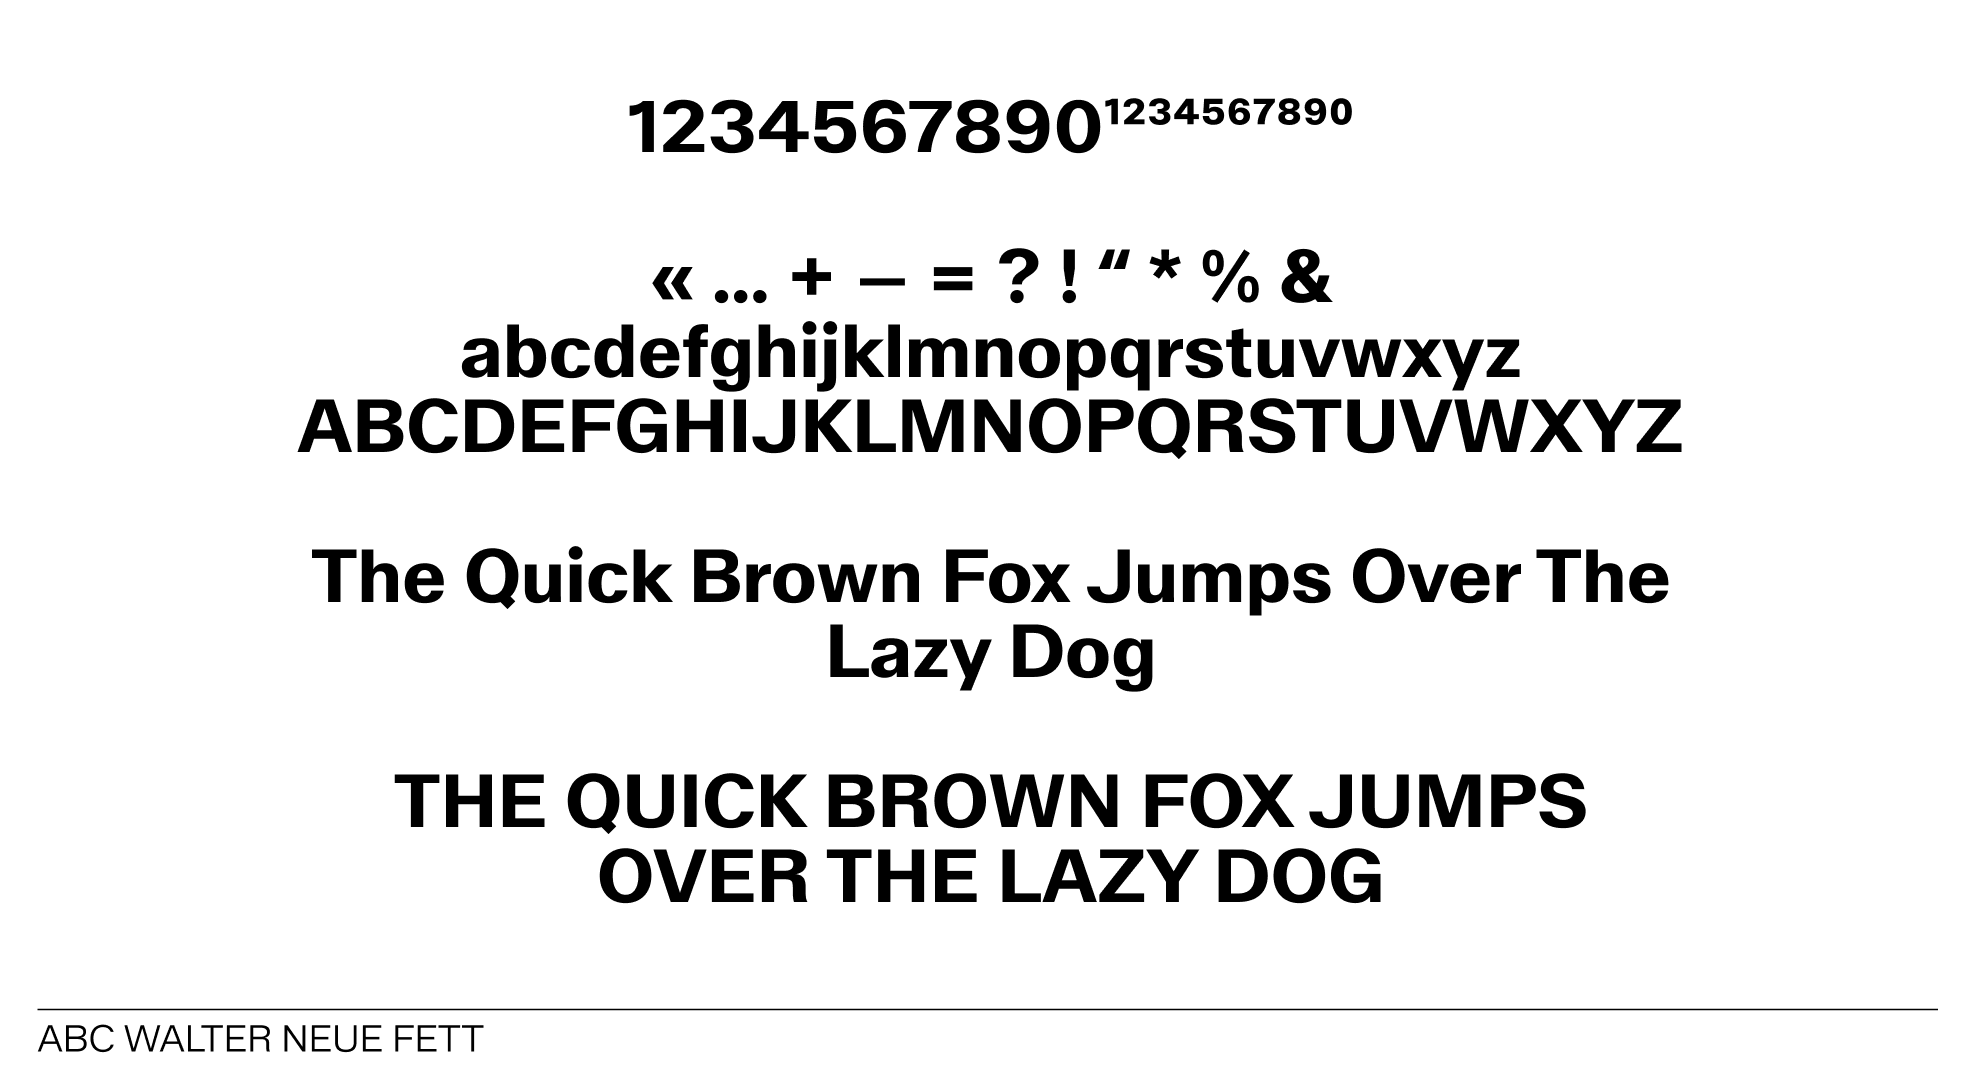 1234567890¹²³⁴⁵⁶⁷⁸⁹⁰
« … + – = ? ! “ * % &
abcdefghijklmnopqrstuvwxyz
ABCDEFGHIJKLMNOPQRSTUVWXYZ
The Quick Brown Fox Jumps Over The
Lazy Dog
THE QUICK BROWN FOX JUMPS
OVER THE LAZY DOG
ABC WALTER NEUE FETT